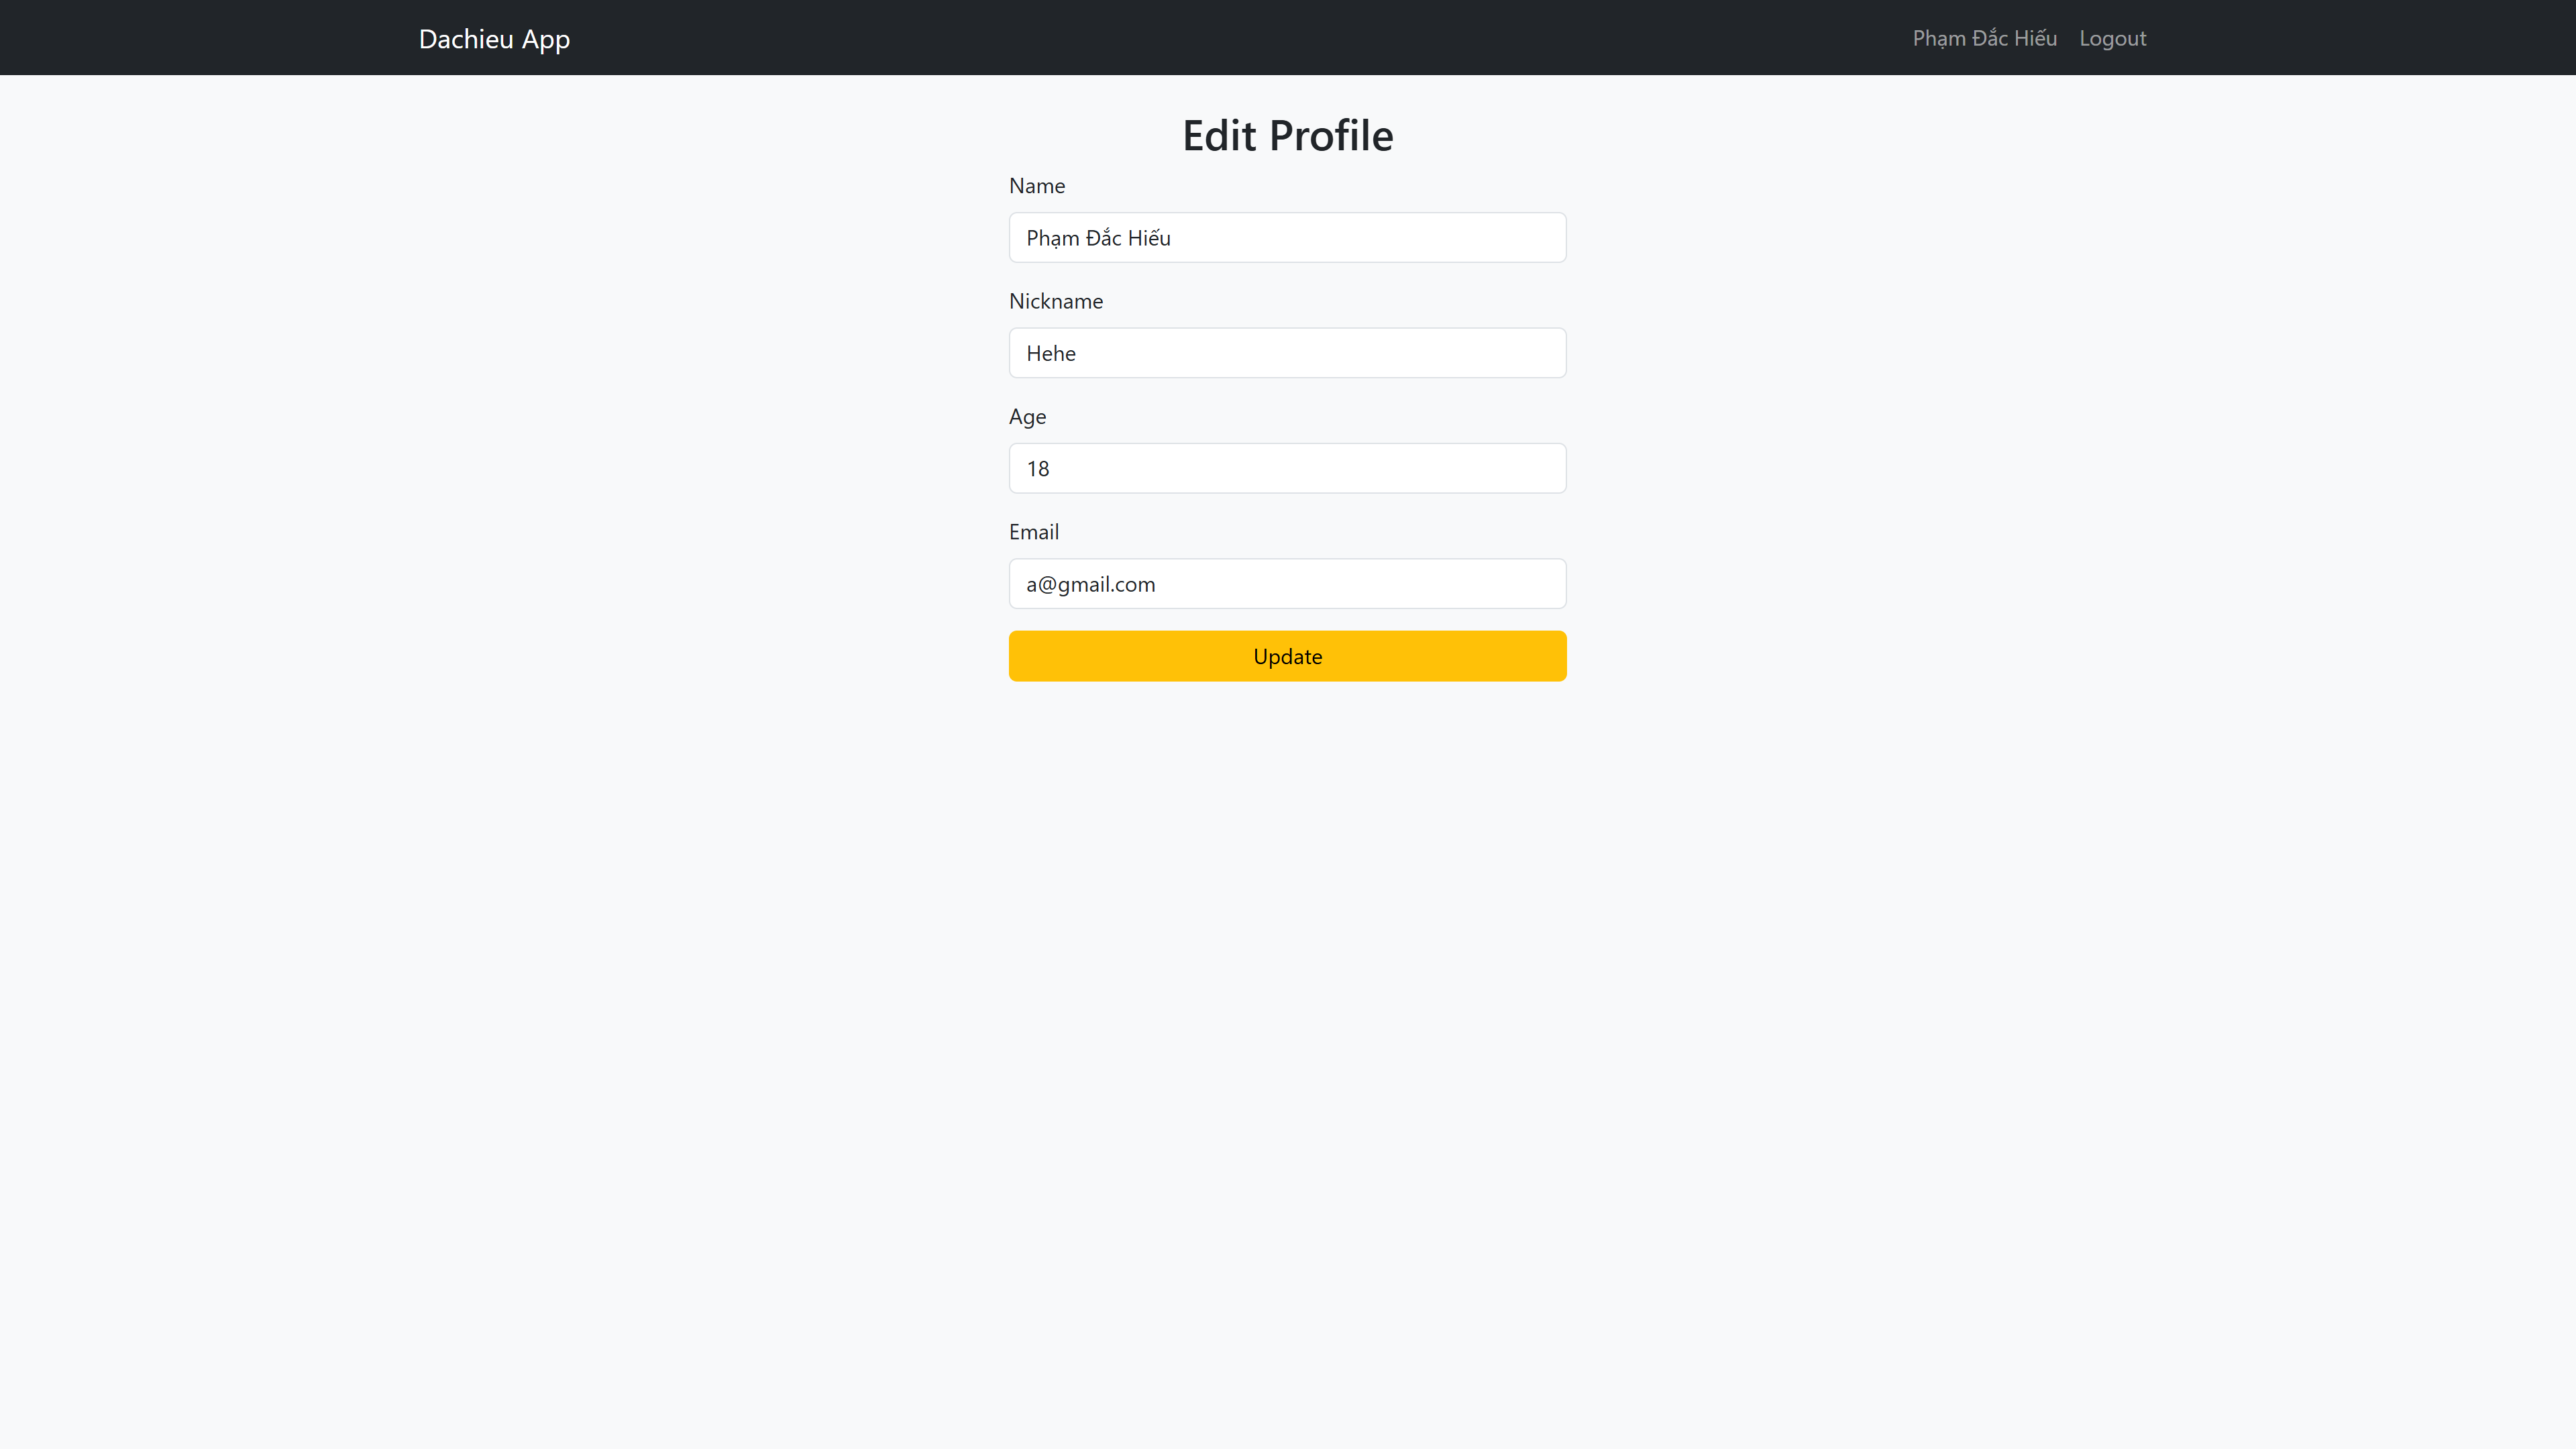 Dachieu App
Phạm Đắc Hiếu Logout
Edit Profile
Name
Phạm Đắc Hiếu
Nickname
Hehe
Age
18
Email
a@gmail.com
Update